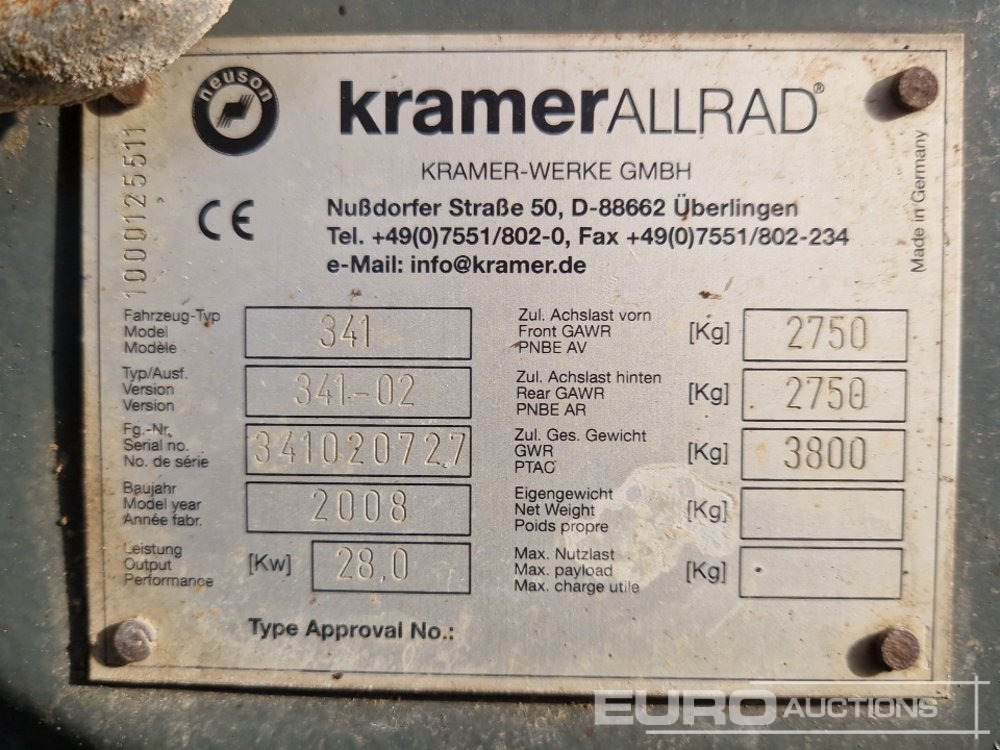 neuson
kramerALLRAD®
KRAMER-WERKE GMBH
Nußdorfer Straße 50, D-88662 Überlingen
Tel. +49(0)7551/802-0, Fax +49(0)7551/802-234
e-Mail: info@kramer.de
CE
1000125511
Made in Germany
Fahrzeug-Typ
Model
Modèle
341
Typ/Ausf.
Version
Version
341-02
Fg.-Nr.
Serial no.
No. de série
341020727
Baujahr
Model year
Année fabr.
2008
Leistung
Output
Performance
[Kw]
28,0
Zul. Achslast vorn
Front GAWR
PNBE AV
[Kg]
2750
Zul. Achslast hinten
Rear GAWR
PNBE AR
[Kg]
2750
Zul. Ges. Gewicht
GWR
PTAC
[Kg]
3800
Eigengewicht
Net Weight
Poids propre
[Kg]
Max. Nutzlast
Max. payload
Max. charge utile
[Kg]
Type Approval No.:
EURO AUCTIONS